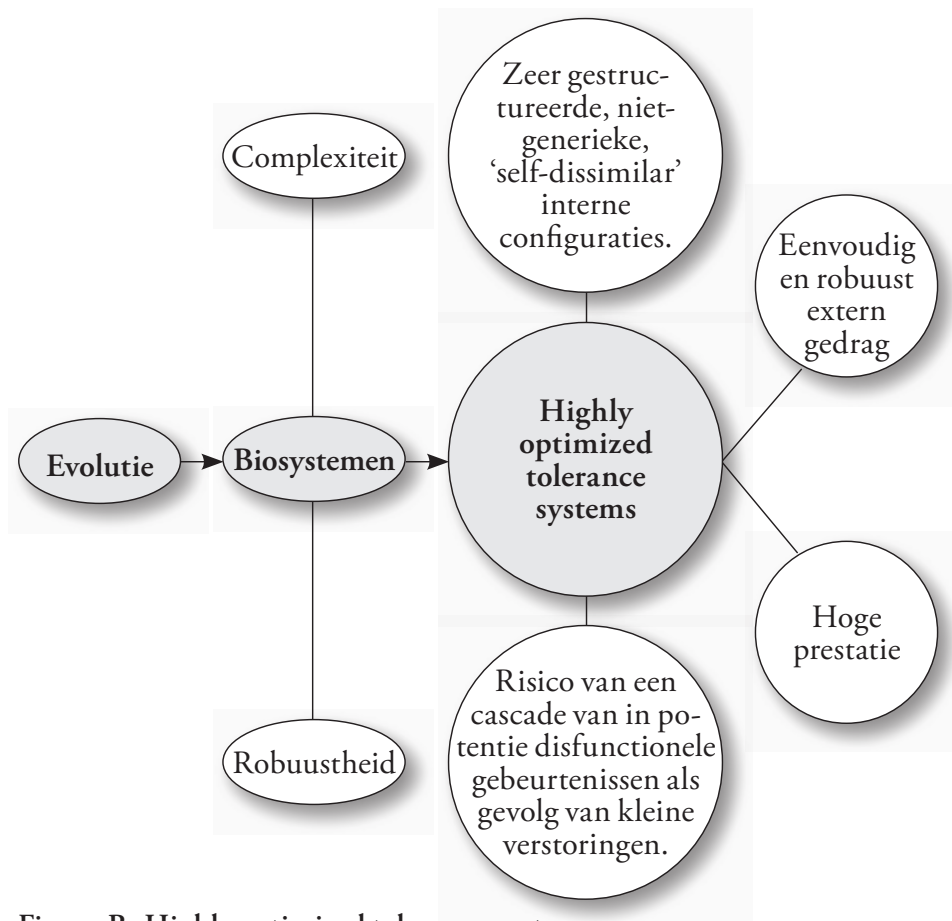 Zeer gestruc-
tureerde, niet-
generieke,
‘self-dissimilar’
interne
configuraties.
Complexiteit
Eenvoudig
en robuust
extern
gedrag
Evolutie
Biosystemen
Highly
optimized
tolerance
systems
Hoge
prestatie
Robuustheid
Risico van een
cascade van in po-
tentie disfunctionele
gebeurtenissen als
gevolg van kleine
verstoringen.